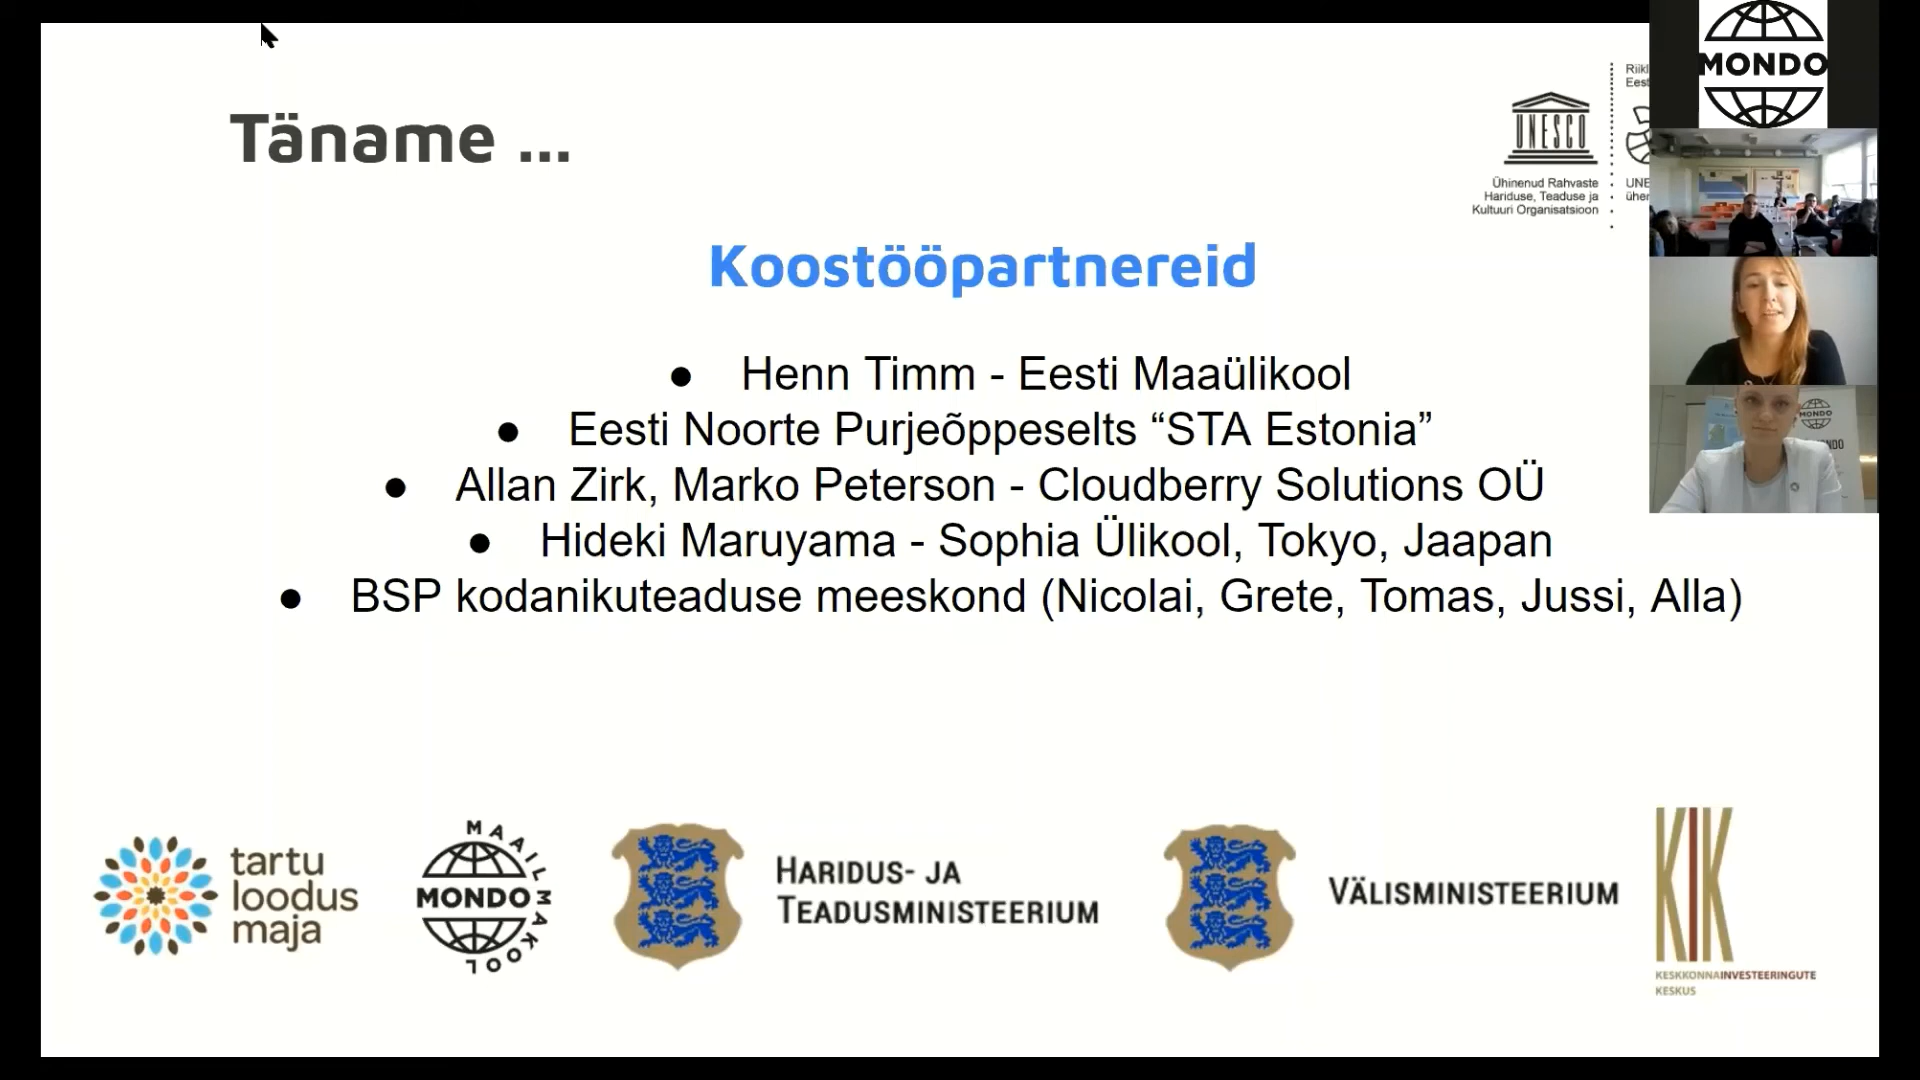 MONDO
Täname ...
UNESCO
Ühinenud Rahvaste
Hariduse, Teaduse ja
Kultuuri Organisatsioon
Koostööpartnereid
● Henn Timm - Eesti Maaülikool
● Eesti Noorte Purjeõppeselts “STA Estonia”
● Allan Zirk, Marko Peterson - Cloudberry Solutions OÜ
● Hideki Maruyama - Sophia Ülikool, Tokyo, Jaapan
● BSP kodanikuteaduse meeskond (Nicolai, Grete, Tomas, Jussi, Alla)
MONDO
tartu
loodus
maja
MAAILMAKOOL
MONDO
HARIDUS- JA
TEADUSMINISTEERIUM
VÄLISMINISTEERIUM
KIK
KESKKONNAINVESTEERINGUTE
KESKUS